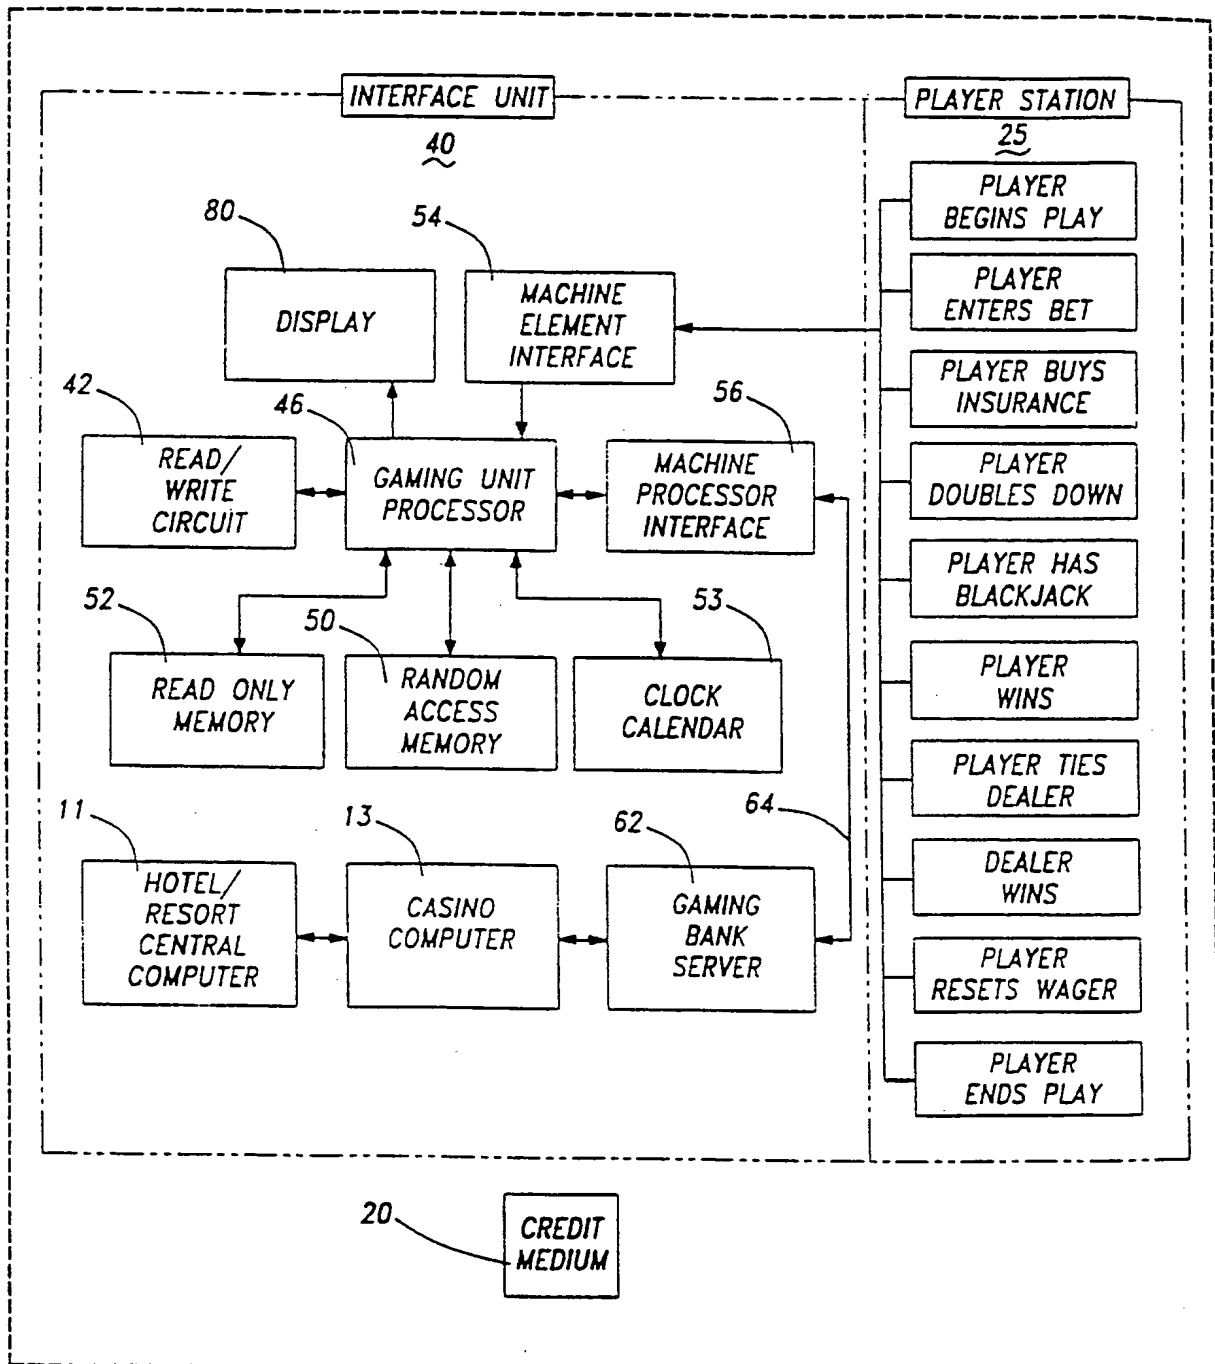 INTERFACE UNIT
40
PLAYER STATION
25
80
DISPLAY
54
MACHINE
ELEMENT
INTERFACE
42
READ/
WRITE
CIRCUIT
46
GAMING UNIT
PROCESSOR
56
MACHINE
PROCESSOR
INTERFACE
52
READ ONLY
MEMORY
50
RANDOM
ACCESS
MEMORY
53
CLOCK
CALENDAR
11
HOTEL/
RESORT
CENTRAL
COMPUTER
13
CASINO
COMPUTER
62
GAMING
BANK
SERVER
64
PLAYER
BEGINS PLAY
PLAYER
ENTERS BET
PLAYER BUYS
INSURANCE
PLAYER
DOUBLES DOWN
PLAYER HAS
BLACKJACK
PLAYER
WINS
PLAYER TIES
DEALER
DEALER
WINS
PLAYER
RESETS WAGER
PLAYER
ENDS PLAY
20
CREDIT
MEDIUM